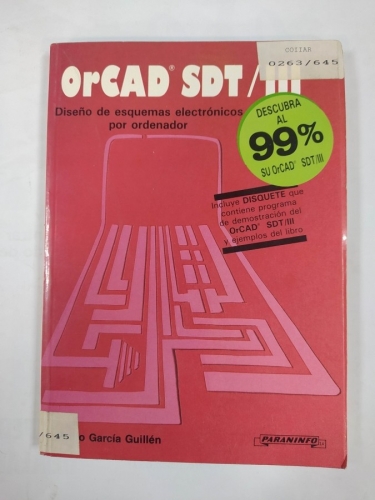 COIIAR
0263/645
OrCAD® SDT/III
Diseño de esquemas electrónicos
por ordenador
DESCUBRA
AL
99%
SU OrCAD® SDT/III
Incluye DISQUETE que
contiene programa
de demostración del
OrCAD® SDT/III
y ejemplos del libro
/645
o García Guillén
PARANINFO